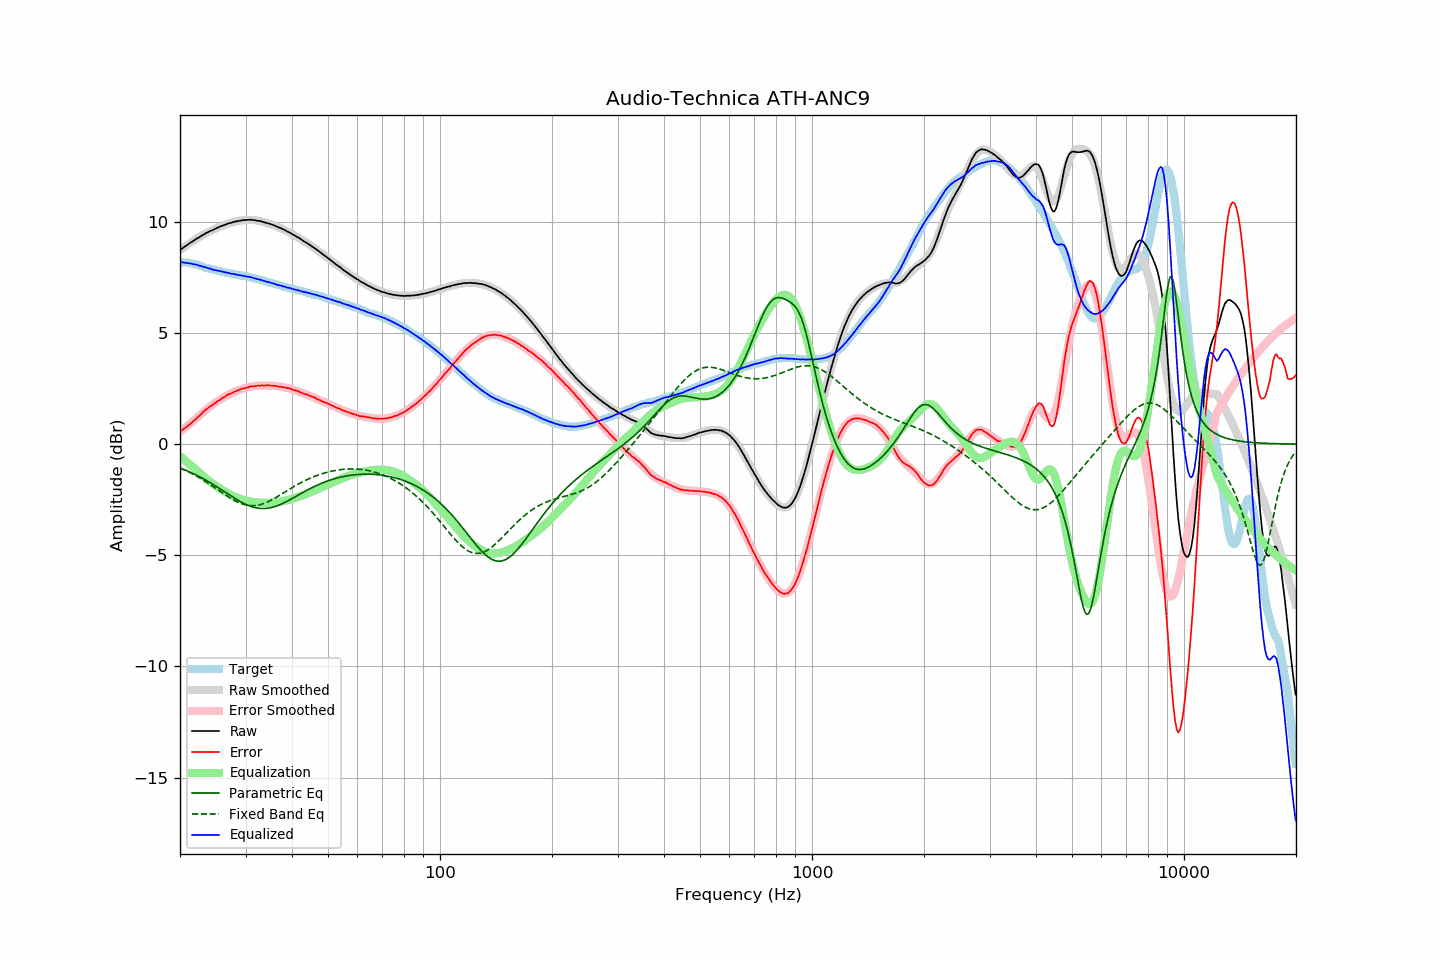 Audio-Technica ATH-ANC9
Amplitude (dBr)
10
5
0
−5
−10
−15
Target
Raw Smoothed
Error Smoothed
Raw
Error
Equalization
Parametric Eq
Fixed Band Eq
Equalized
100
1000
10000
Frequency (Hz)